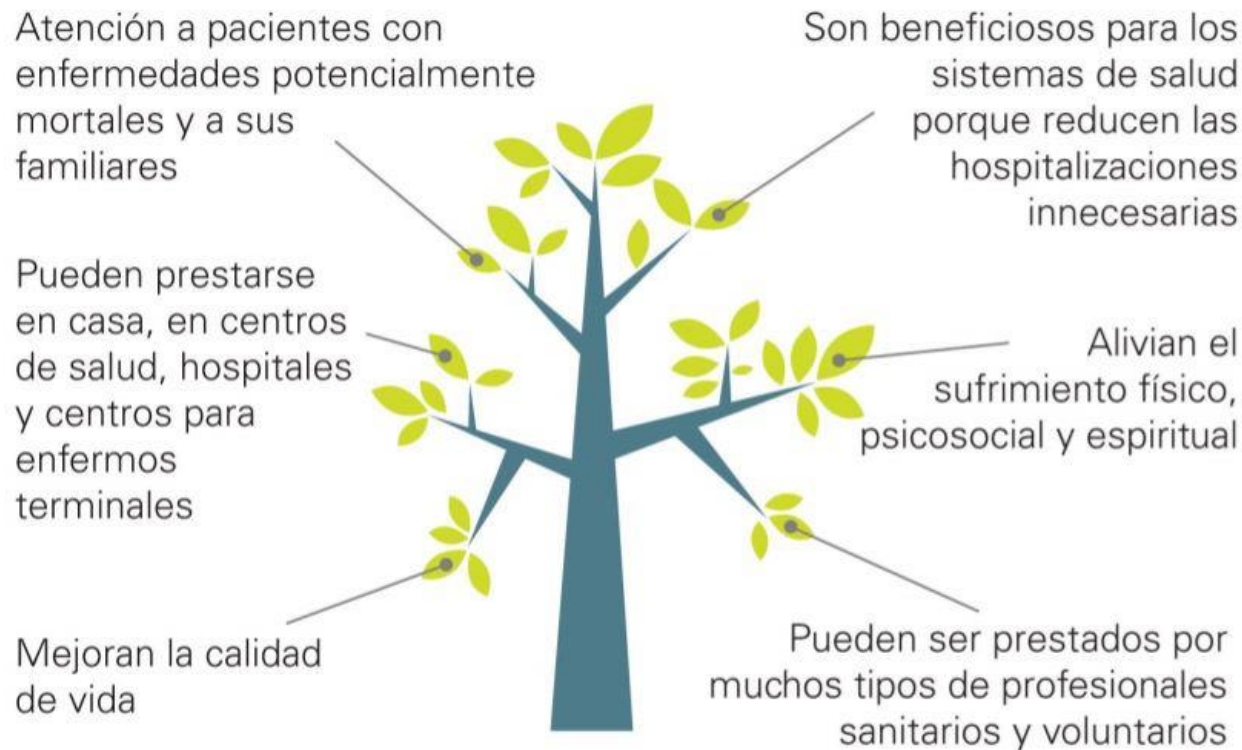 Atención a pacientes con
enfermedades potencialmente
mortales y a sus
familiares
Pueden prestarse
en casa, en centros
de salud, hospitales
y centros para
enfermos
terminales
Mejoran la calidad
de vida
Son beneficiosos para los
sistemas de salud
porque reducen las
hospitalizaciones
innecesarias
Alivian el
sufrimiento físico,
psicosocial y espiritual
Pueden ser prestados por
muchos tipos de profesionales
sanitarios y voluntarios